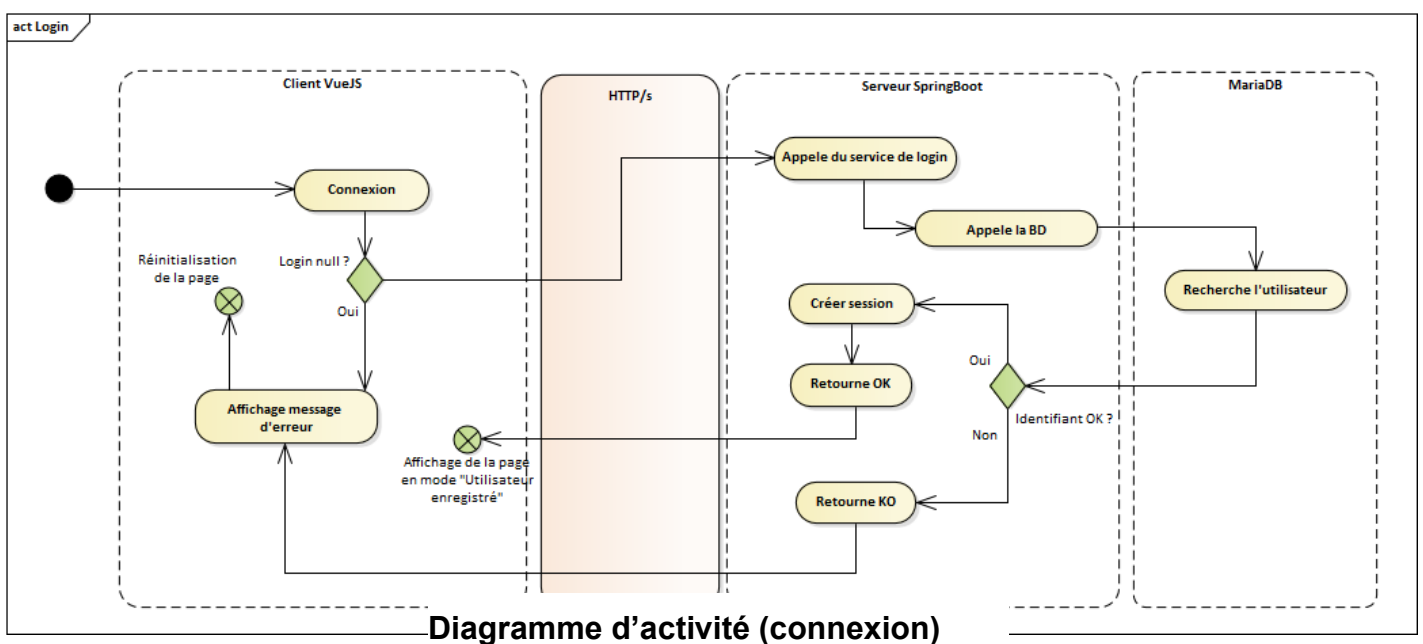 act Login
Client VueJS
HTTP/s
Serveur SpringBoot
MariaDB
Connexion
Appele du service de login
Appele la BD
Réinitialisation
de la page
Login null ?
Oui
Recherche l'utilisateur
Créer session
Oui
Retourne OK
Affichage message
d'erreur
Identifiant OK ?
Non
Affichage de la page
en mode "Utilisateur
enregistré"
Retourne KO
Diagramme d'activité (connexion)